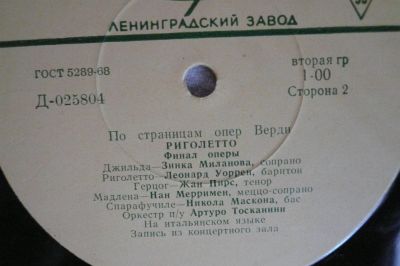 ЛЕНИНГРАДСКИЙ ЗАВОД
ГОСТ 5289-68
вторая гр
1-00
Д-025804
Сторона 2
По страницам опер Верди
РИГОЛЕТТО
Финал оперы
Джильда—Зинка Миланова, сопрано
Риголетто—Леонард Уоррен, баритон
Герцог—Жан Пирс, тенор
Мадлена—Нан Мерримен, меццо-сопрано
Спарафучиле—Никола Маскона, бас
Оркестр п/у Артуро Тосканини
На итальянском языке
Запись из концертного зала